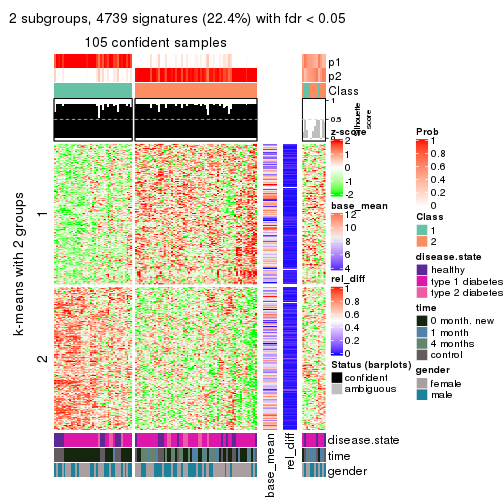 2 subgroups, 4739 signatures (22.4%) with fdr < 0.05
105 confident samples
p1
p2
Class
1
0.5
0
Silhouette
score
k-means with 2 groups
1
2
z-score
2
1
0
-1
-2
base_mean
12
10
8
6
4
rel_diff
1
0.8
0.6
0.4
0.2
0
Status (barplots)
confident
ambiguous
Prob
1
0.8
0.6
0.4
0.2
0
Class
1
2
disease.state
healthy
type 1 diabetes
type 2 diabetes
time
0 month. new
1 month
4 months
control
gender
female
male
disease.state
time
gender
base_mean
rel_diff